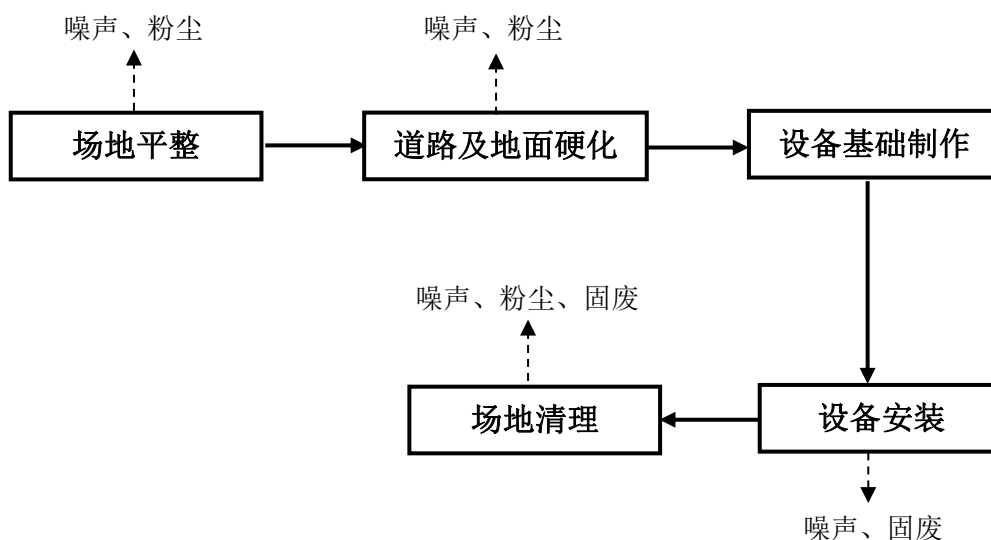 噪声、粉尘
噪声、粉尘
场地平整
道路及地面硬化
设备基础制作
噪声、粉尘、固废
场地清理
设备安装
噪声、固废